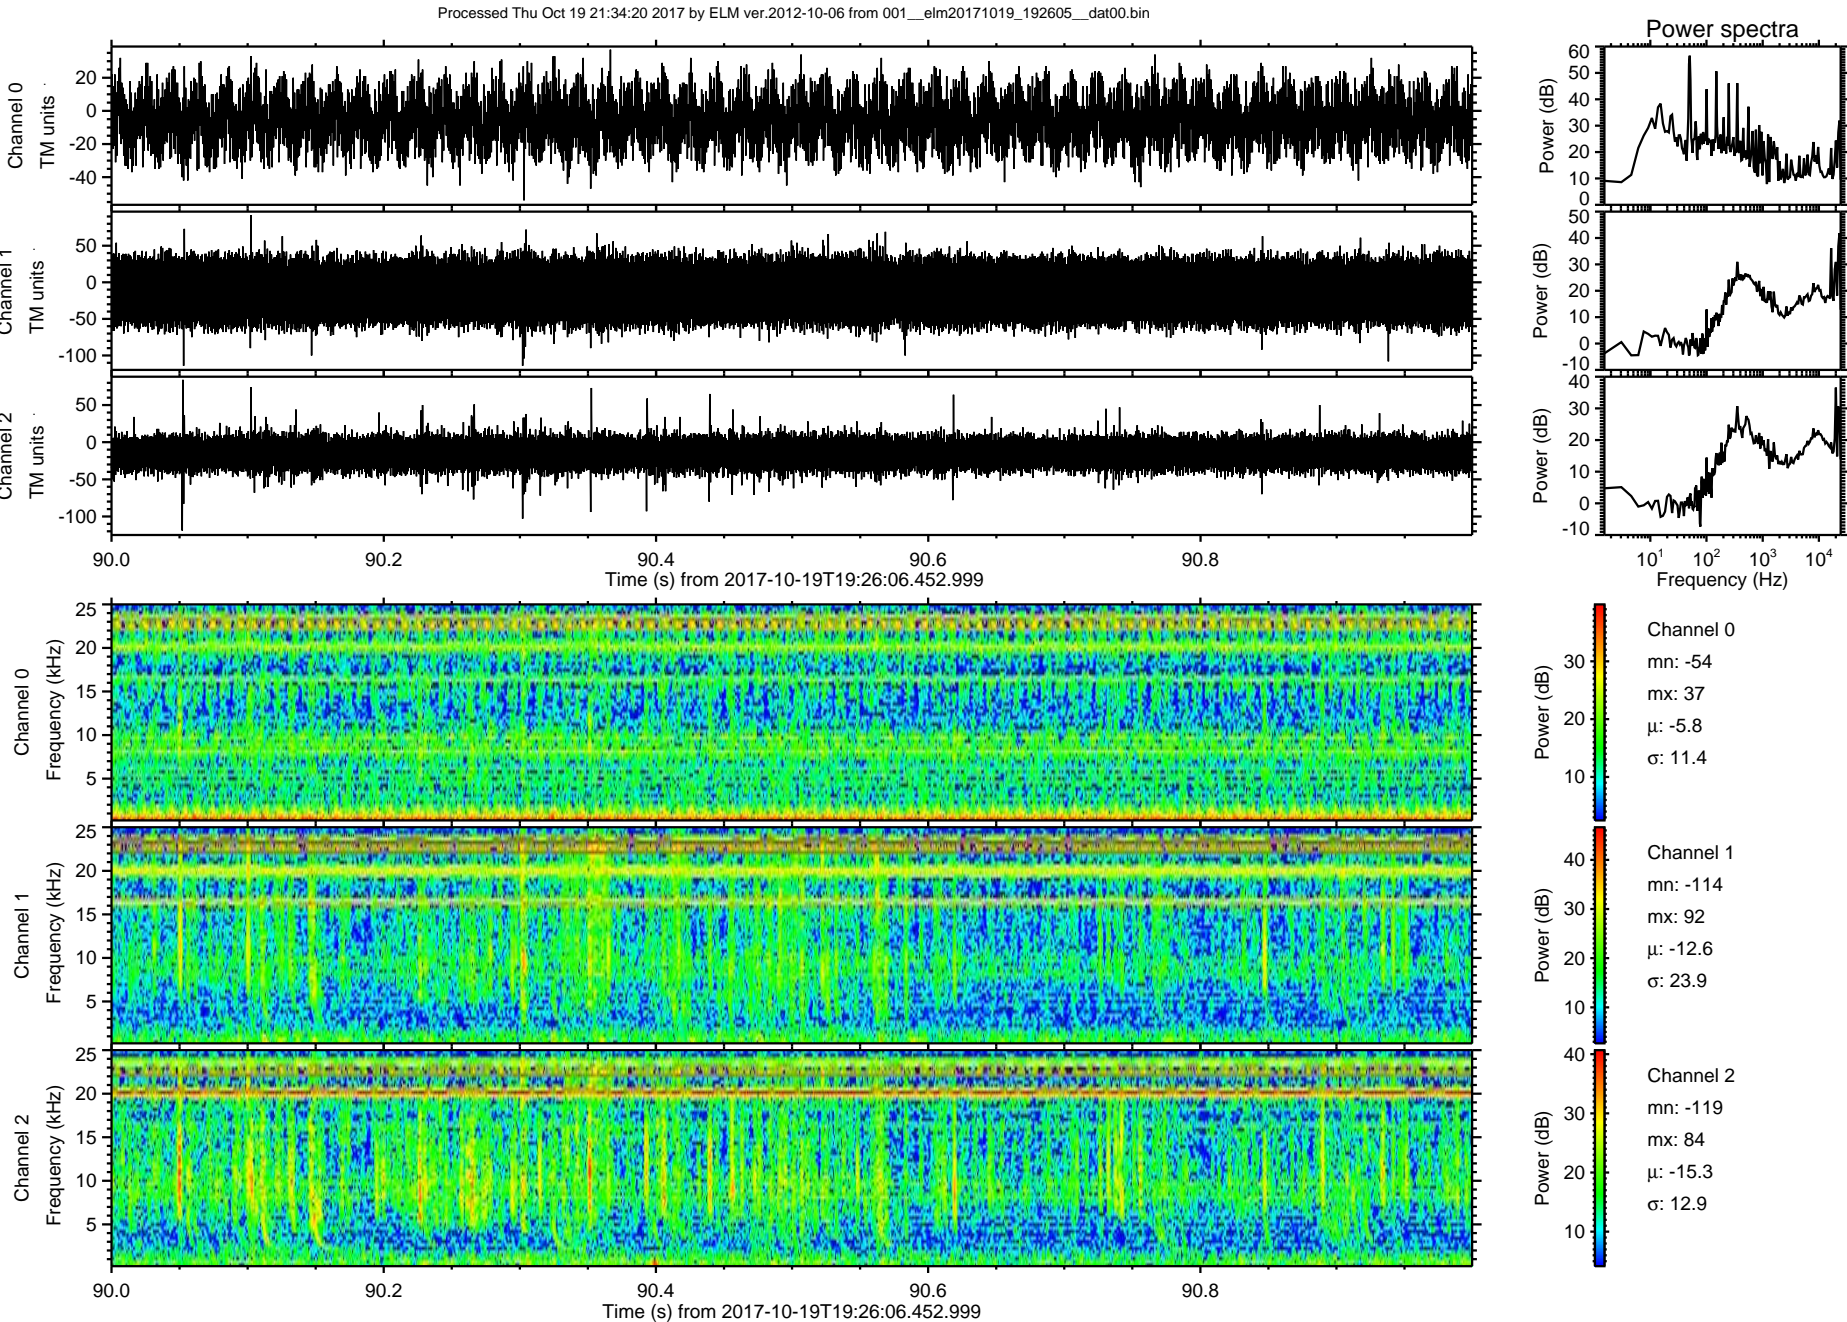 Processed Thu Oct 19 21:34:20 2017 by ELM ver.2012-10-06 from 001__elm20171019_192605__dat00.bin
Power spectra
Channel 0
TM units
20
0
-20
-40
Power (dB)
60
50
40
30
20
10
0
Channel 1
TM units
50
0
-50
-100
Power (dB)
50
40
30
20
10
0
-10
Channel 2
TM units
50
0
-50
-100
Power (dB)
40
30
20
10
0
-10
90.0 90.2 90.4 90.6 90.8
Time (s) from 2017-10-19T19:26:06.452.999
10^1 10^2 10^3 10^4
Frequency (Hz)
Channel 0
Frequency (kHz)
25
20
15
10
5
Power (dB)
30
20
10
Channel 0
mn: -54
mx: 37
μ: -5.8
σ: 11.4
Channel 1
Frequency (kHz)
25
20
15
10
5
Power (dB)
40
30
20
10
Channel 1
mn: -114
mx: 92
μ: -12.6
σ: 23.9
Channel 2
Frequency (kHz)
25
20
15
10
5
Power (dB)
40
30
20
10
Channel 2
mn: -119
mx: 84
μ: -15.3
σ: 12.9
90.0 90.2 90.4 90.6 90.8
Time (s) from 2017-10-19T19:26:06.452.999